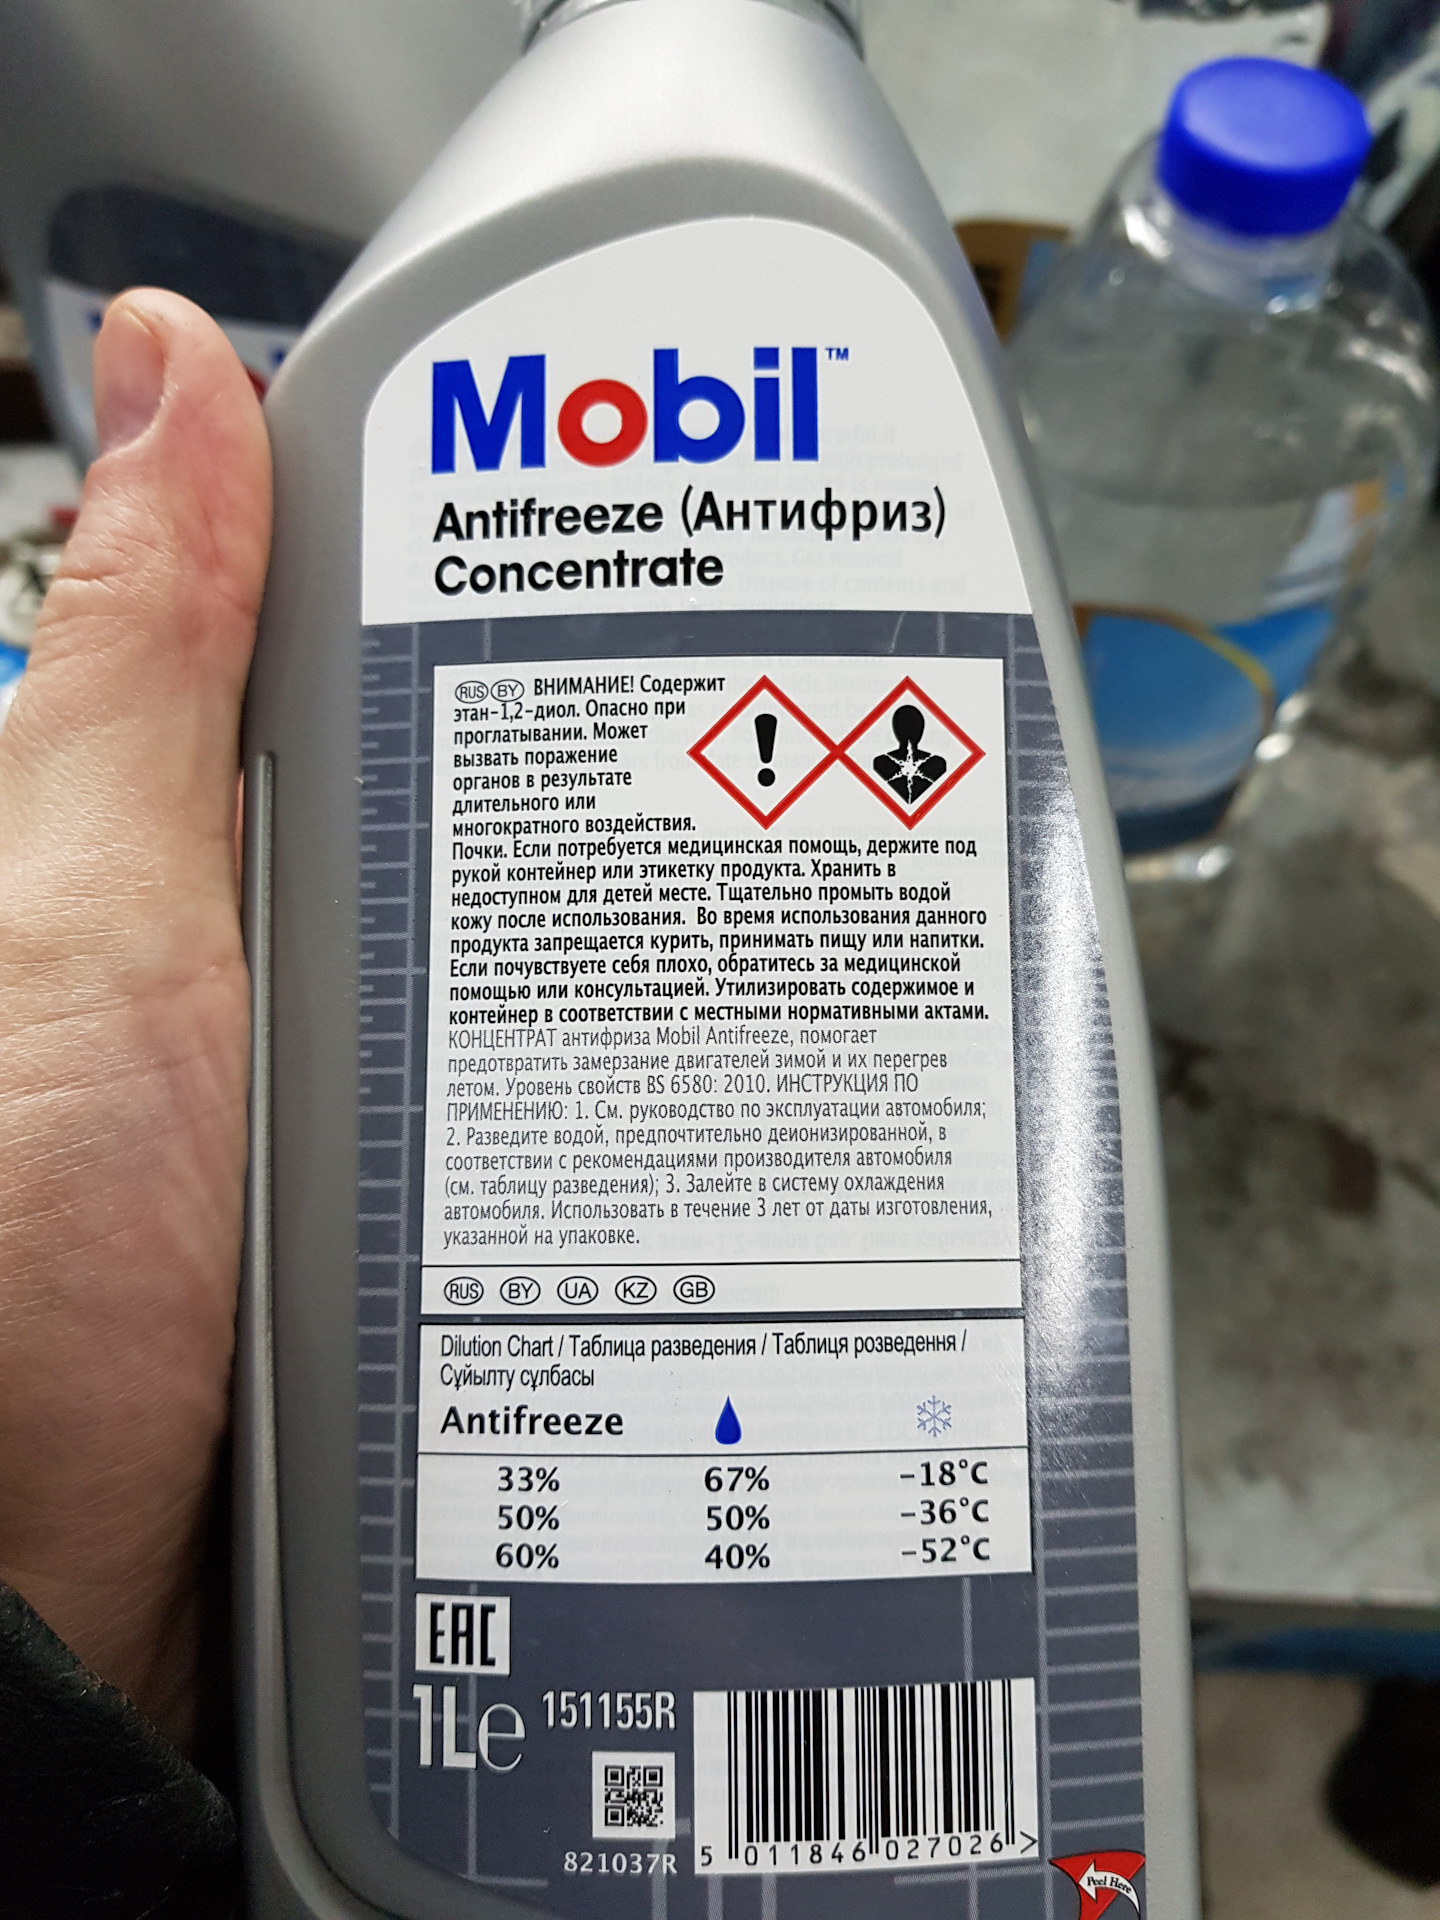 Mobil™
Antifreeze (Антифриз)
Concentrate
RUS BY ВНИМАНИЕ! Содержит
этан-1,2-диол. Опасно при
проглатывании. Может
вызвать поражение
органов в результате
длительного или
многократного воздействия.
Почки. Если потребуется медицинская помощь, держите под
рукой контейнер или этикетку продукта. Хранить в
недоступном для детей месте. Тщательно промыть водой
кожу после использования. Во время использования данного
продукта запрещается курить, принимать пищу или напитки.
Если почувствуете себя плохо, обратитесь за медицинской
помощью или консультацией. Утилизировать содержимое и
контейнер в соответствии с местными нормативными актами.
КОНЦЕНТРАТ антифриза Mobil Antifreeze, помогает
предотвратить замерзание двигателей зимой и их перегрев
летом. Уровень свойств BS 6580: 2010. ИНСТРУКЦИЯ ПО
ПРИМЕНЕНИЮ: 1. См. руководство по эксплуатации автомобиля;
2. Разведите водой, предпочтительно деионизированной, в
соответствии с рекомендациями производителя автомобиля
(см. таблицу разведения); 3. Залейте в систему охлаждения
автомобиля. Использовать в течение 3 лет от даты изготовления,
указанной на упаковке.
RUS BY UA KZ GB
Dilution Chart / Таблица разведения / Таблиця розведення /
Сұйылту сұлбасы
Antifreeze
33% 67% -18°C
50% 50% -36°C
60% 40% -52°C
EAC
1Le 151155R
821037R
5 011846 027026 >
Peel Here